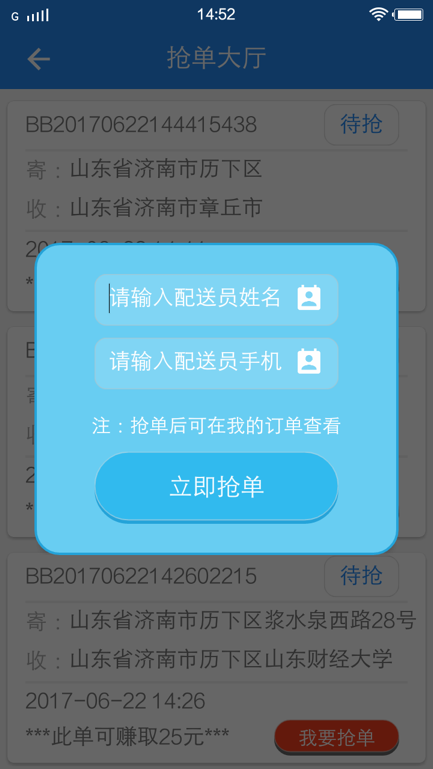 G 14:52
抢单大厅
BB20170622144415438 待抢
寄：山东省济南市历下区
收：山东省济南市章丘市
请输入配送员姓名
请输入配送员手机
注：抢单后可在我的订单查看
立即抢单
BB20170622142602215 待抢
寄：山东省济南市历下区浆水泉西路28号
收：山东省济南市历下区山东财经大学
2017-06-22 14:26
***此单可赚取25元***
我要抢单